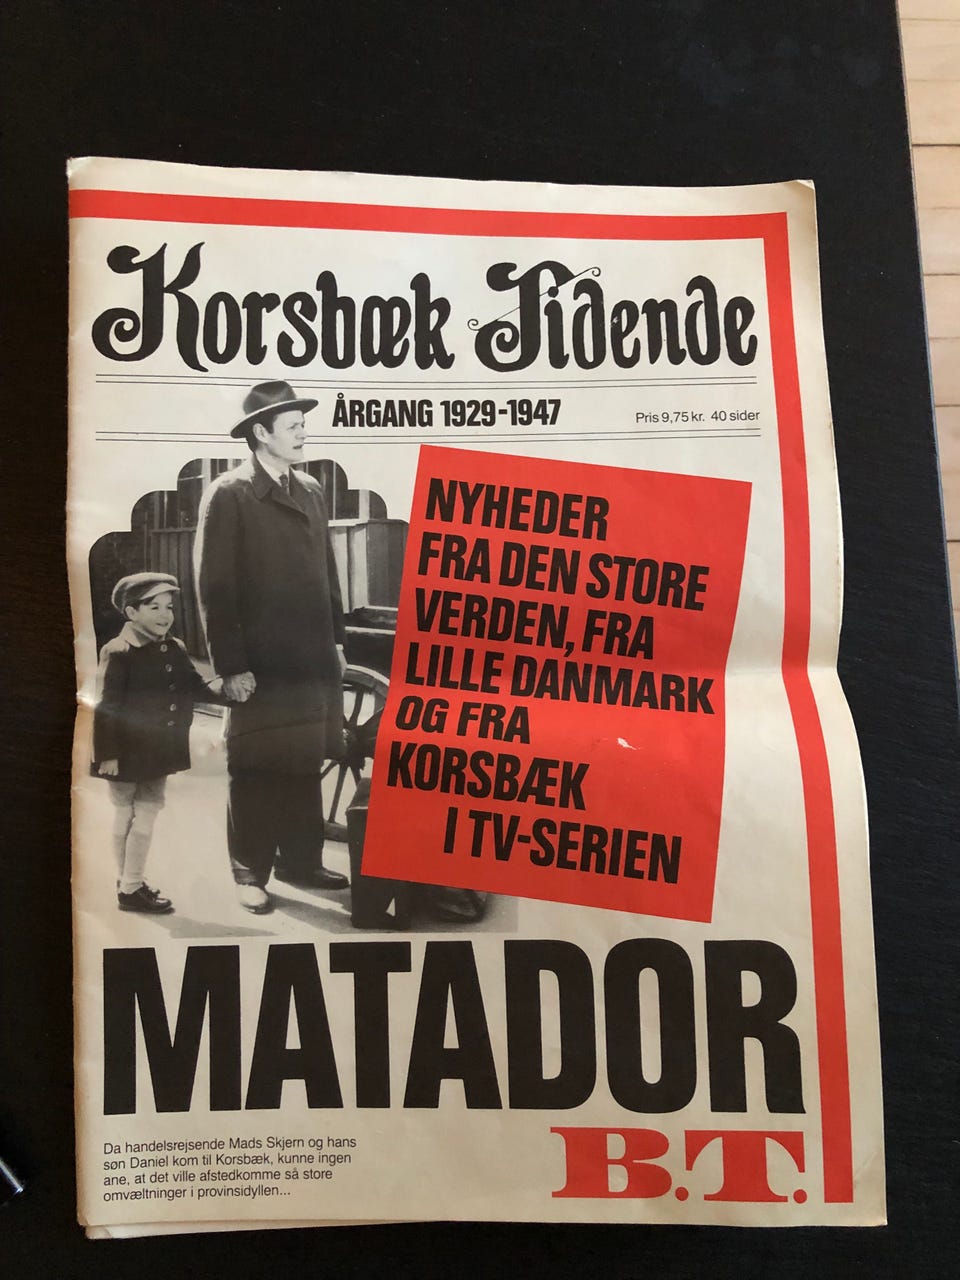 Korsbæk Tidende
ÅRGANG 1929-1947
Pris 9,75 kr. 40 sider
NYHEDER
FRA DEN STORE
VERDEN, FRA
LILLE DANMARK
OG FRA
KORSBÆK
I TV-SERIEN
MATADOR
Da handelsrejsende Mads Skjern og hans
søn Daniel kom til Korsbæk, kunne ingen
ane, at det ville afstedkomme så store
omvæltninger i provinsidyllen...
B.T.